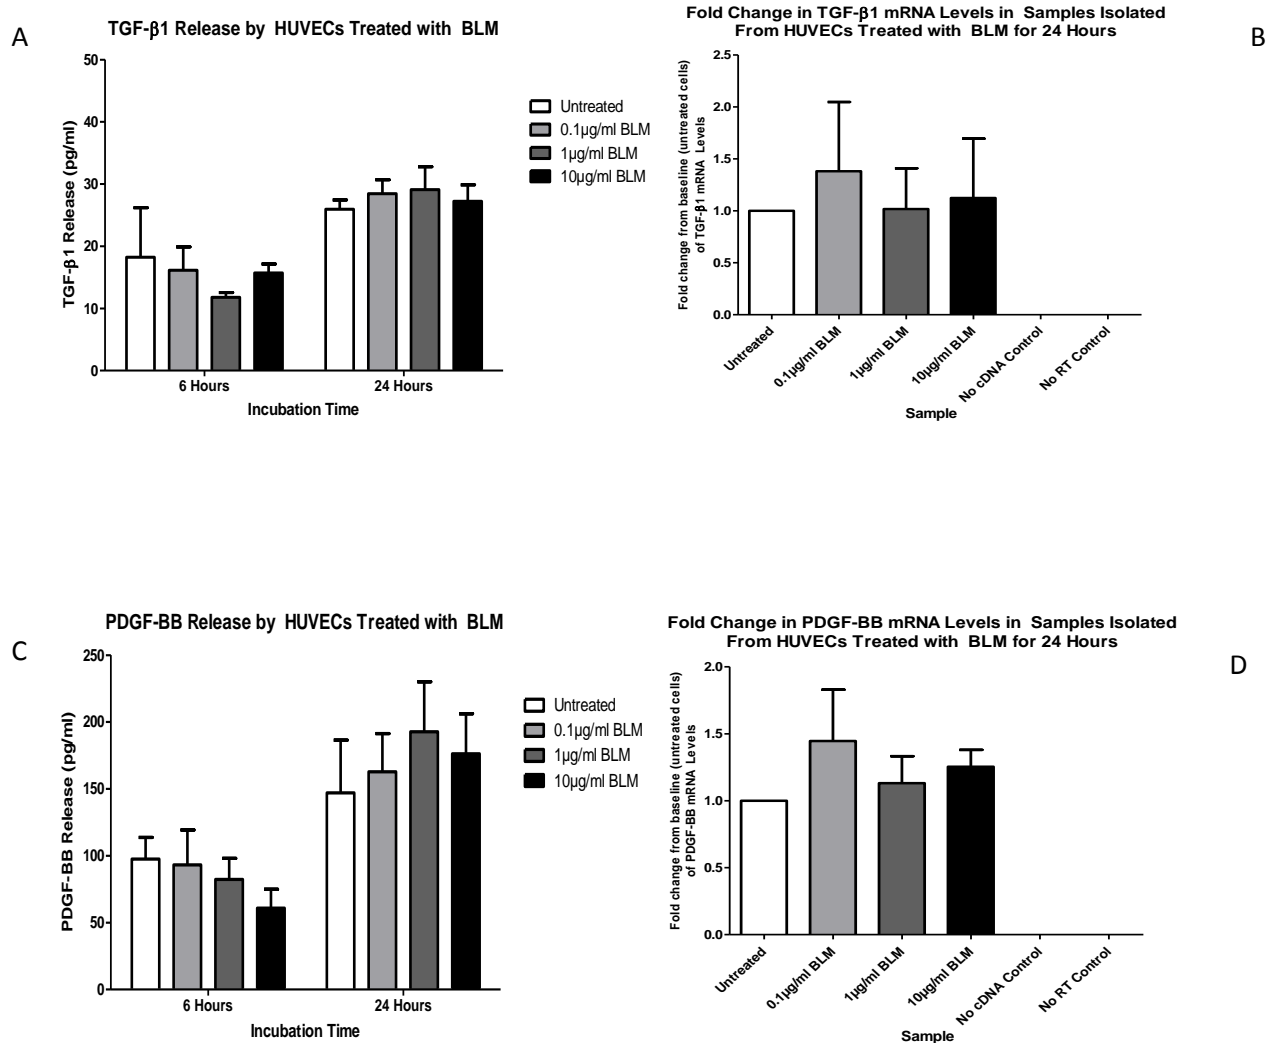 A
TGF-β1 Release by HUVECs Treated with BLM
TGF-β1 Release (pg/ml)
50
40
30
20
10
0
6 Hours
24 Hours
Incubation Time
Untreated
0.1µg/ml BLM
1µg/ml BLM
10µg/ml BLM
B
Fold Change in TGF-β1 mRNA Levels in Samples Isolated
From HUVECs Treated with BLM for 24 Hours
Fold change from baseline (untreated cells)
of TGF-β1 mRNA Levels
2.5
2.0
1.5
1.0
0.5
0.0
Untreated
0.1µg/ml BLM
1µg/ml BLM
10µg/ml BLM
No cDNA Control
No RT Control
Sample
C
PDGF-BB Release by HUVECs Treated with BLM
PDGF-BB Release (pg/ml)
250
200
150
100
50
0
6 Hours
24 Hours
Incubation Time
Untreated
0.1µg/ml BLM
1µg/ml BLM
10µg/ml BLM
D
Fold Change in PDGF-BB mRNA Levels in Samples Isolated
From HUVECs Treated with BLM for 24 Hours
Fold change from baseline (untreated cells)
of PDGF-BB mRNA Levels
2.0
1.5
1.0
0.5
0.0
Untreated
0.1µg/ml BLM
1µg/ml BLM
10µg/ml BLM
No cDNA Control
No RT Control
Sample